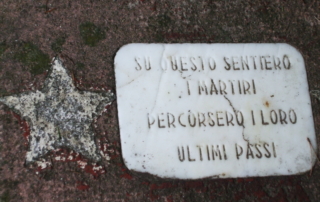 SU QUESTO SENTIERO
I MARTIRI
PERCORSERO I LORO
ULTIMI PASSI